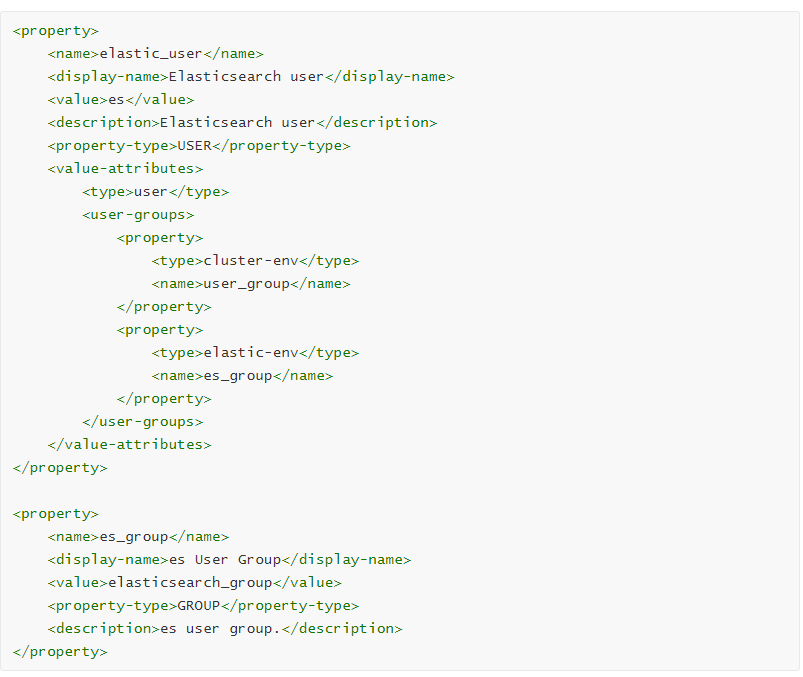 <property>
    <name>elastic_user</name>
    <display-name>Elasticsearch user</display-name>
    <value>es</value>
    <description>Elasticsearch user</description>
    <property-type>USER</property-type>
    <value-attributes>
        <type>user</type>
        <user-groups>
            <property>
                <type>cluster-env</type>
                <name>user_group</name>
            </property>
            <property>
                <type>elastic-env</type>
                <name>es_group</name>
            </property>
        </user-groups>
    </value-attributes>
</property>

<property>
    <name>es_group</name>
    <display-name>es User Group</display-name>
    <value>elasticsearch_group</value>
    <property-type>GROUP</property-type>
    <description>es user group.</description>
</property>